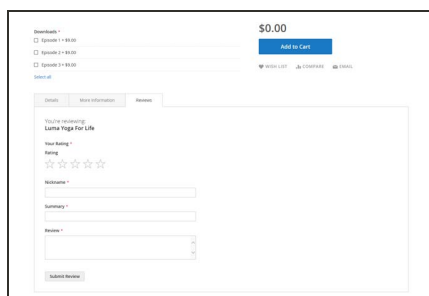 Downloads *
Episode 1 + $9.00
Episode 2 + $9.00
Episode 3 + $9.00
Select all
$0.00
Add to Cart
WISH LIST COMPARE EMAIL
Details More Information Reviews
You're reviewing:
Luma Yoga For Life
Your Rating *
Rating
Nickname *
Summary *
Review *
Submit Review